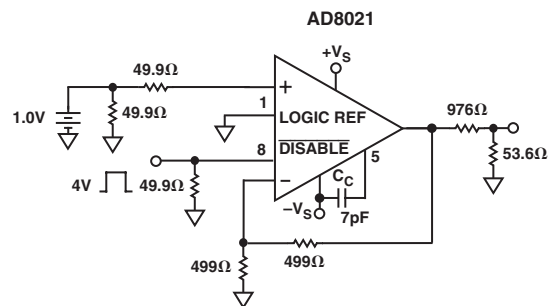 AD8021
+VS
49.9Ω
1.0V
49.9Ω
+
1
LOGIC REF
976Ω
8
DISABLE
5
53.6Ω
4V
49.9Ω
–
CC
–VS
7pF
499Ω
499Ω